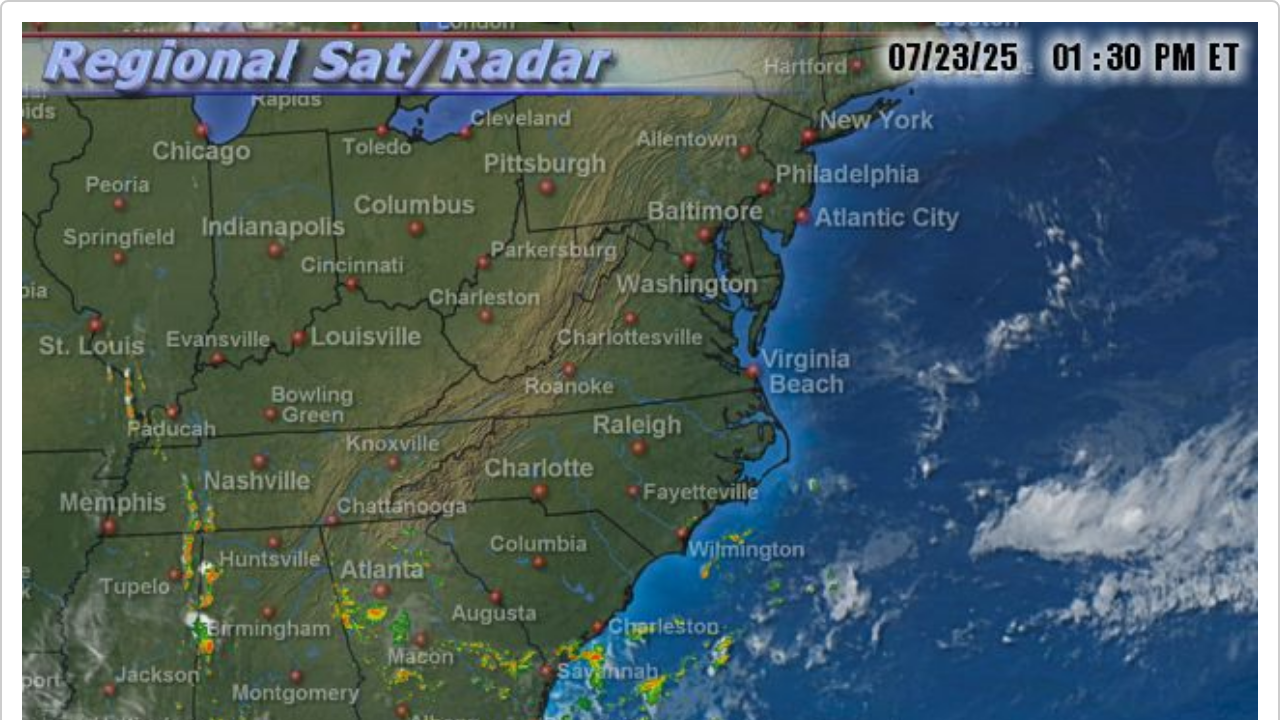 London
Boston
Regional Sat/Radar
07/23/25 01:30 PM ET
Hartford
Rapids
Cleveland
New York
Allentown
Chicago
Toledo
Pittsburgh
Philadelphia
Peoria
Columbus
Baltimore
Atlantic City
Springfield
Indianapolis
Parkersburg
Cincinnati
Washington
Charleston
St. Louis
Evansville
Louisville
Charlottesville
Virginia
Beach
Roanoke
Bowling
Green
Paducah
Knoxville
Raleigh
Nashville
Charlotte
Memphis
Chattanooga
Fayetteville
Columbia
Wilmington
Huntsville
Tupelo
Atlanta
Augusta
Birmingham
Charleston
Macon
Savannah
Jackson
Montgomery